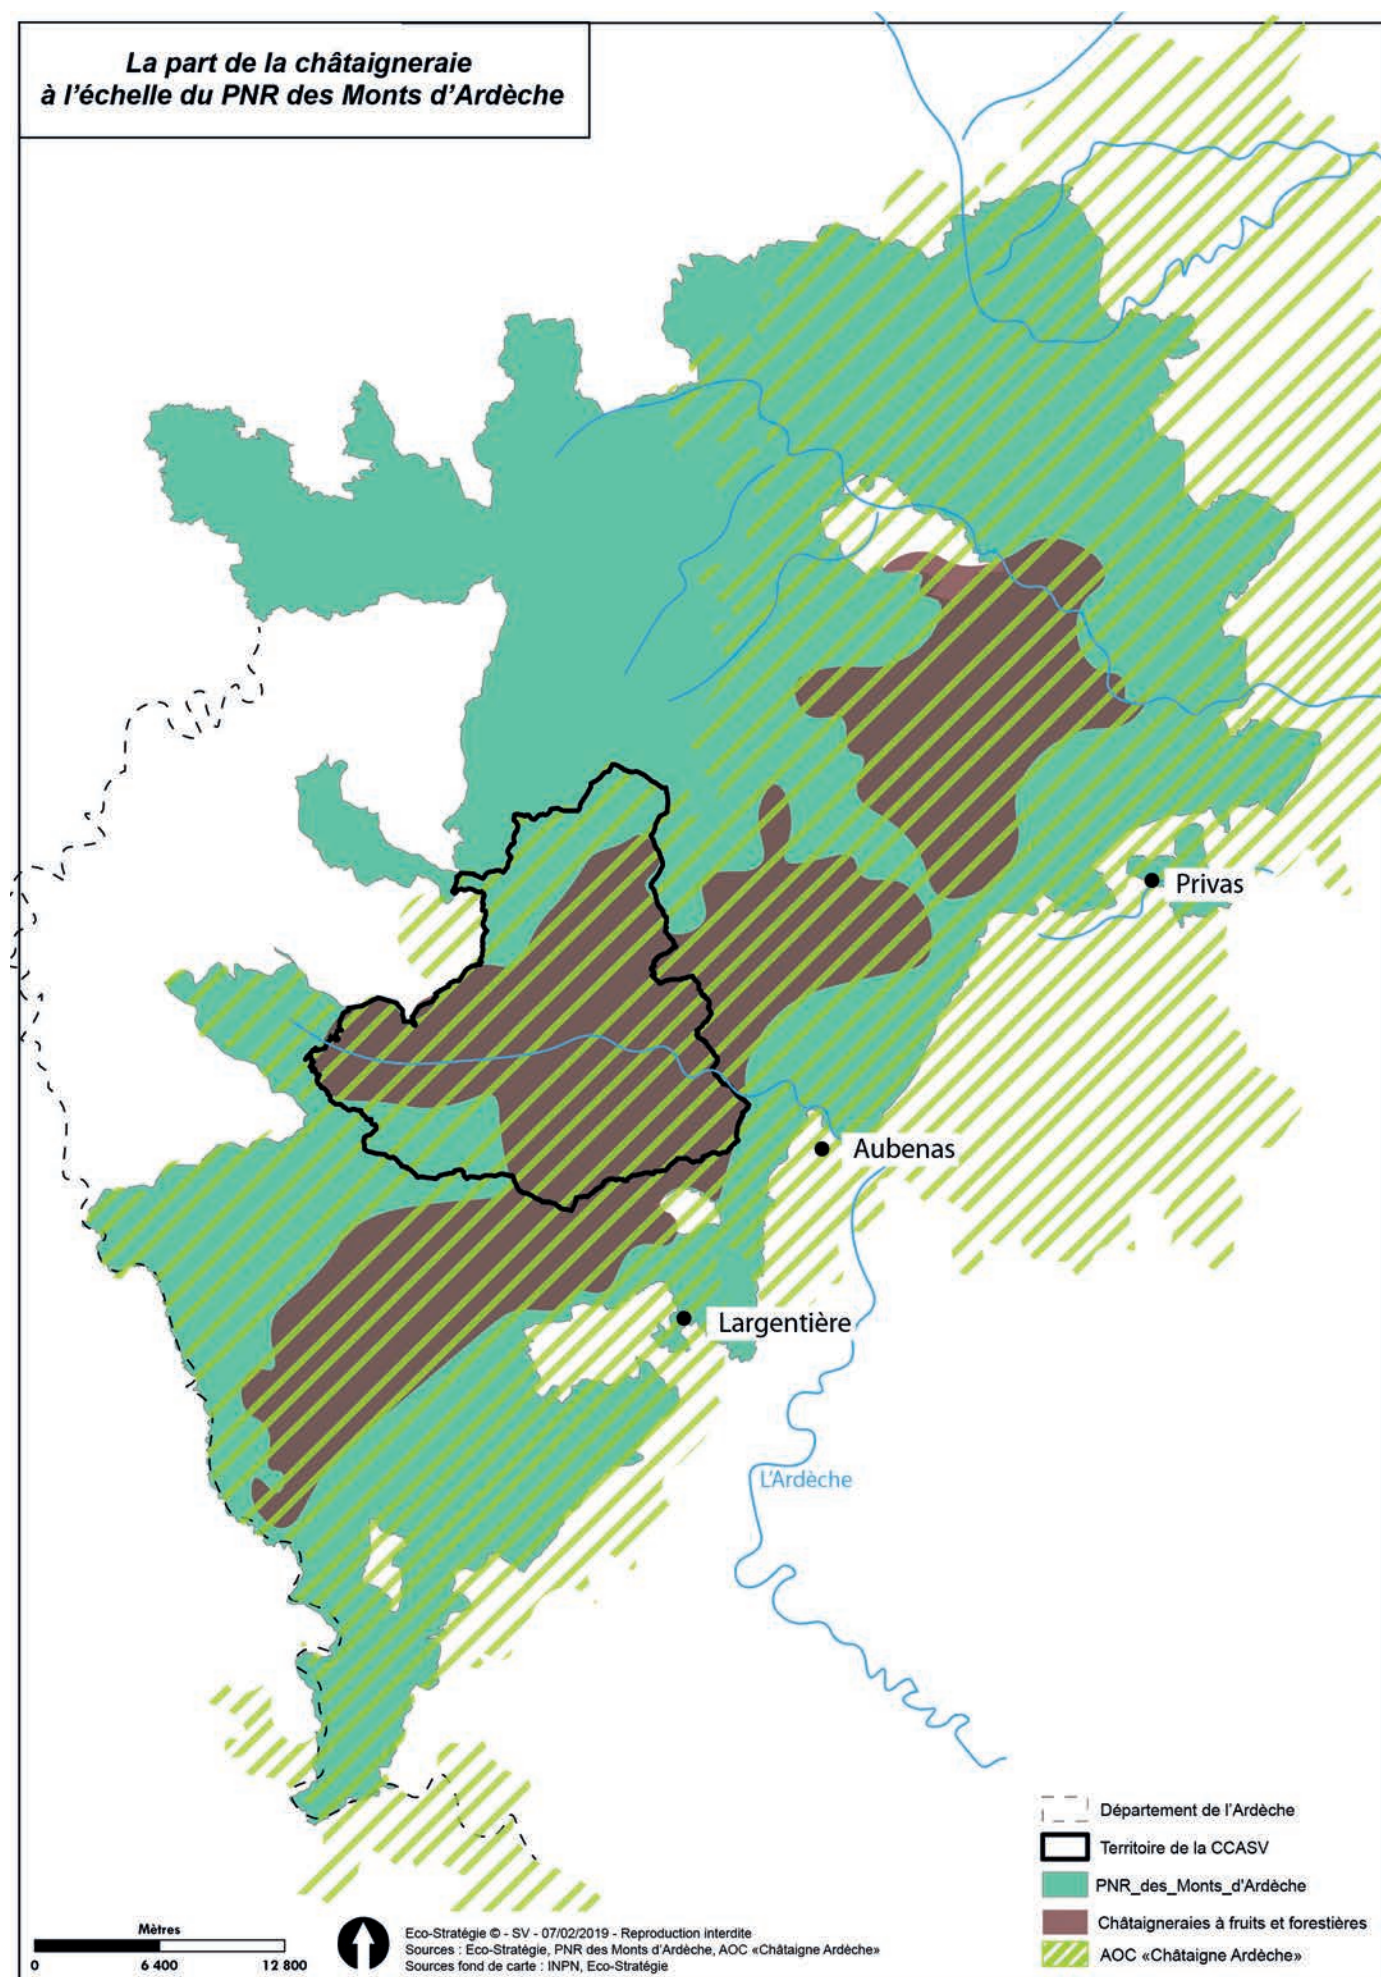 La part de la châtaigneraie
à l'échelle du PNR des Monts d'Ardèche
Privas
Aubenas
Largentière
L'Ardèche
Département de l'Ardèche
Territoire de la CCASV
PNR_des_Monts_d'Ardèche
Châtaigneraies à fruits et forestières
AOC «Châtaigne Ardèche»
Mètres
0 6 400 12 800
Eco-Stratégie © - SV - 07/02/2019 - Reproduction interdite
Sources : Eco-Stratégie, PNR des Monts d'Ardèche, AOC «Châtaigne Ardèche»
Sources fond de carte : INPN, Eco-Stratégie